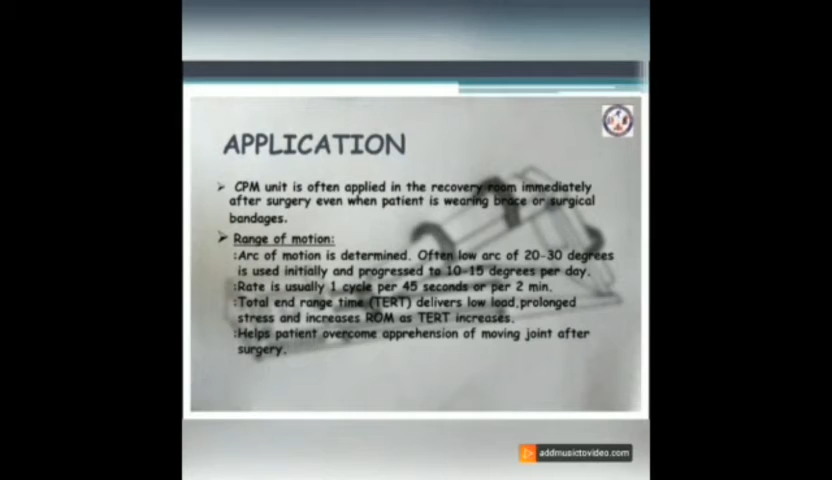 APPLICATION
➢ CPM unit is often applied in the recovery room immediately
after surgery even when patient is wearing brace or surgical
bandages.
➢ Range of motion:
:Arc of motion is determined. Often low arc of 20-30 degrees
is used initially and progressed to 10-15 degrees per day.
:Rate is usually 1 cycle per 45 seconds or per 2 min.
:Total end range time (TERT) delivers low load,prolonged
stress and increases ROM as TERT increases.
:Helps patient overcome apprehension of moving joint after
surgery.
addmusictovideo.com